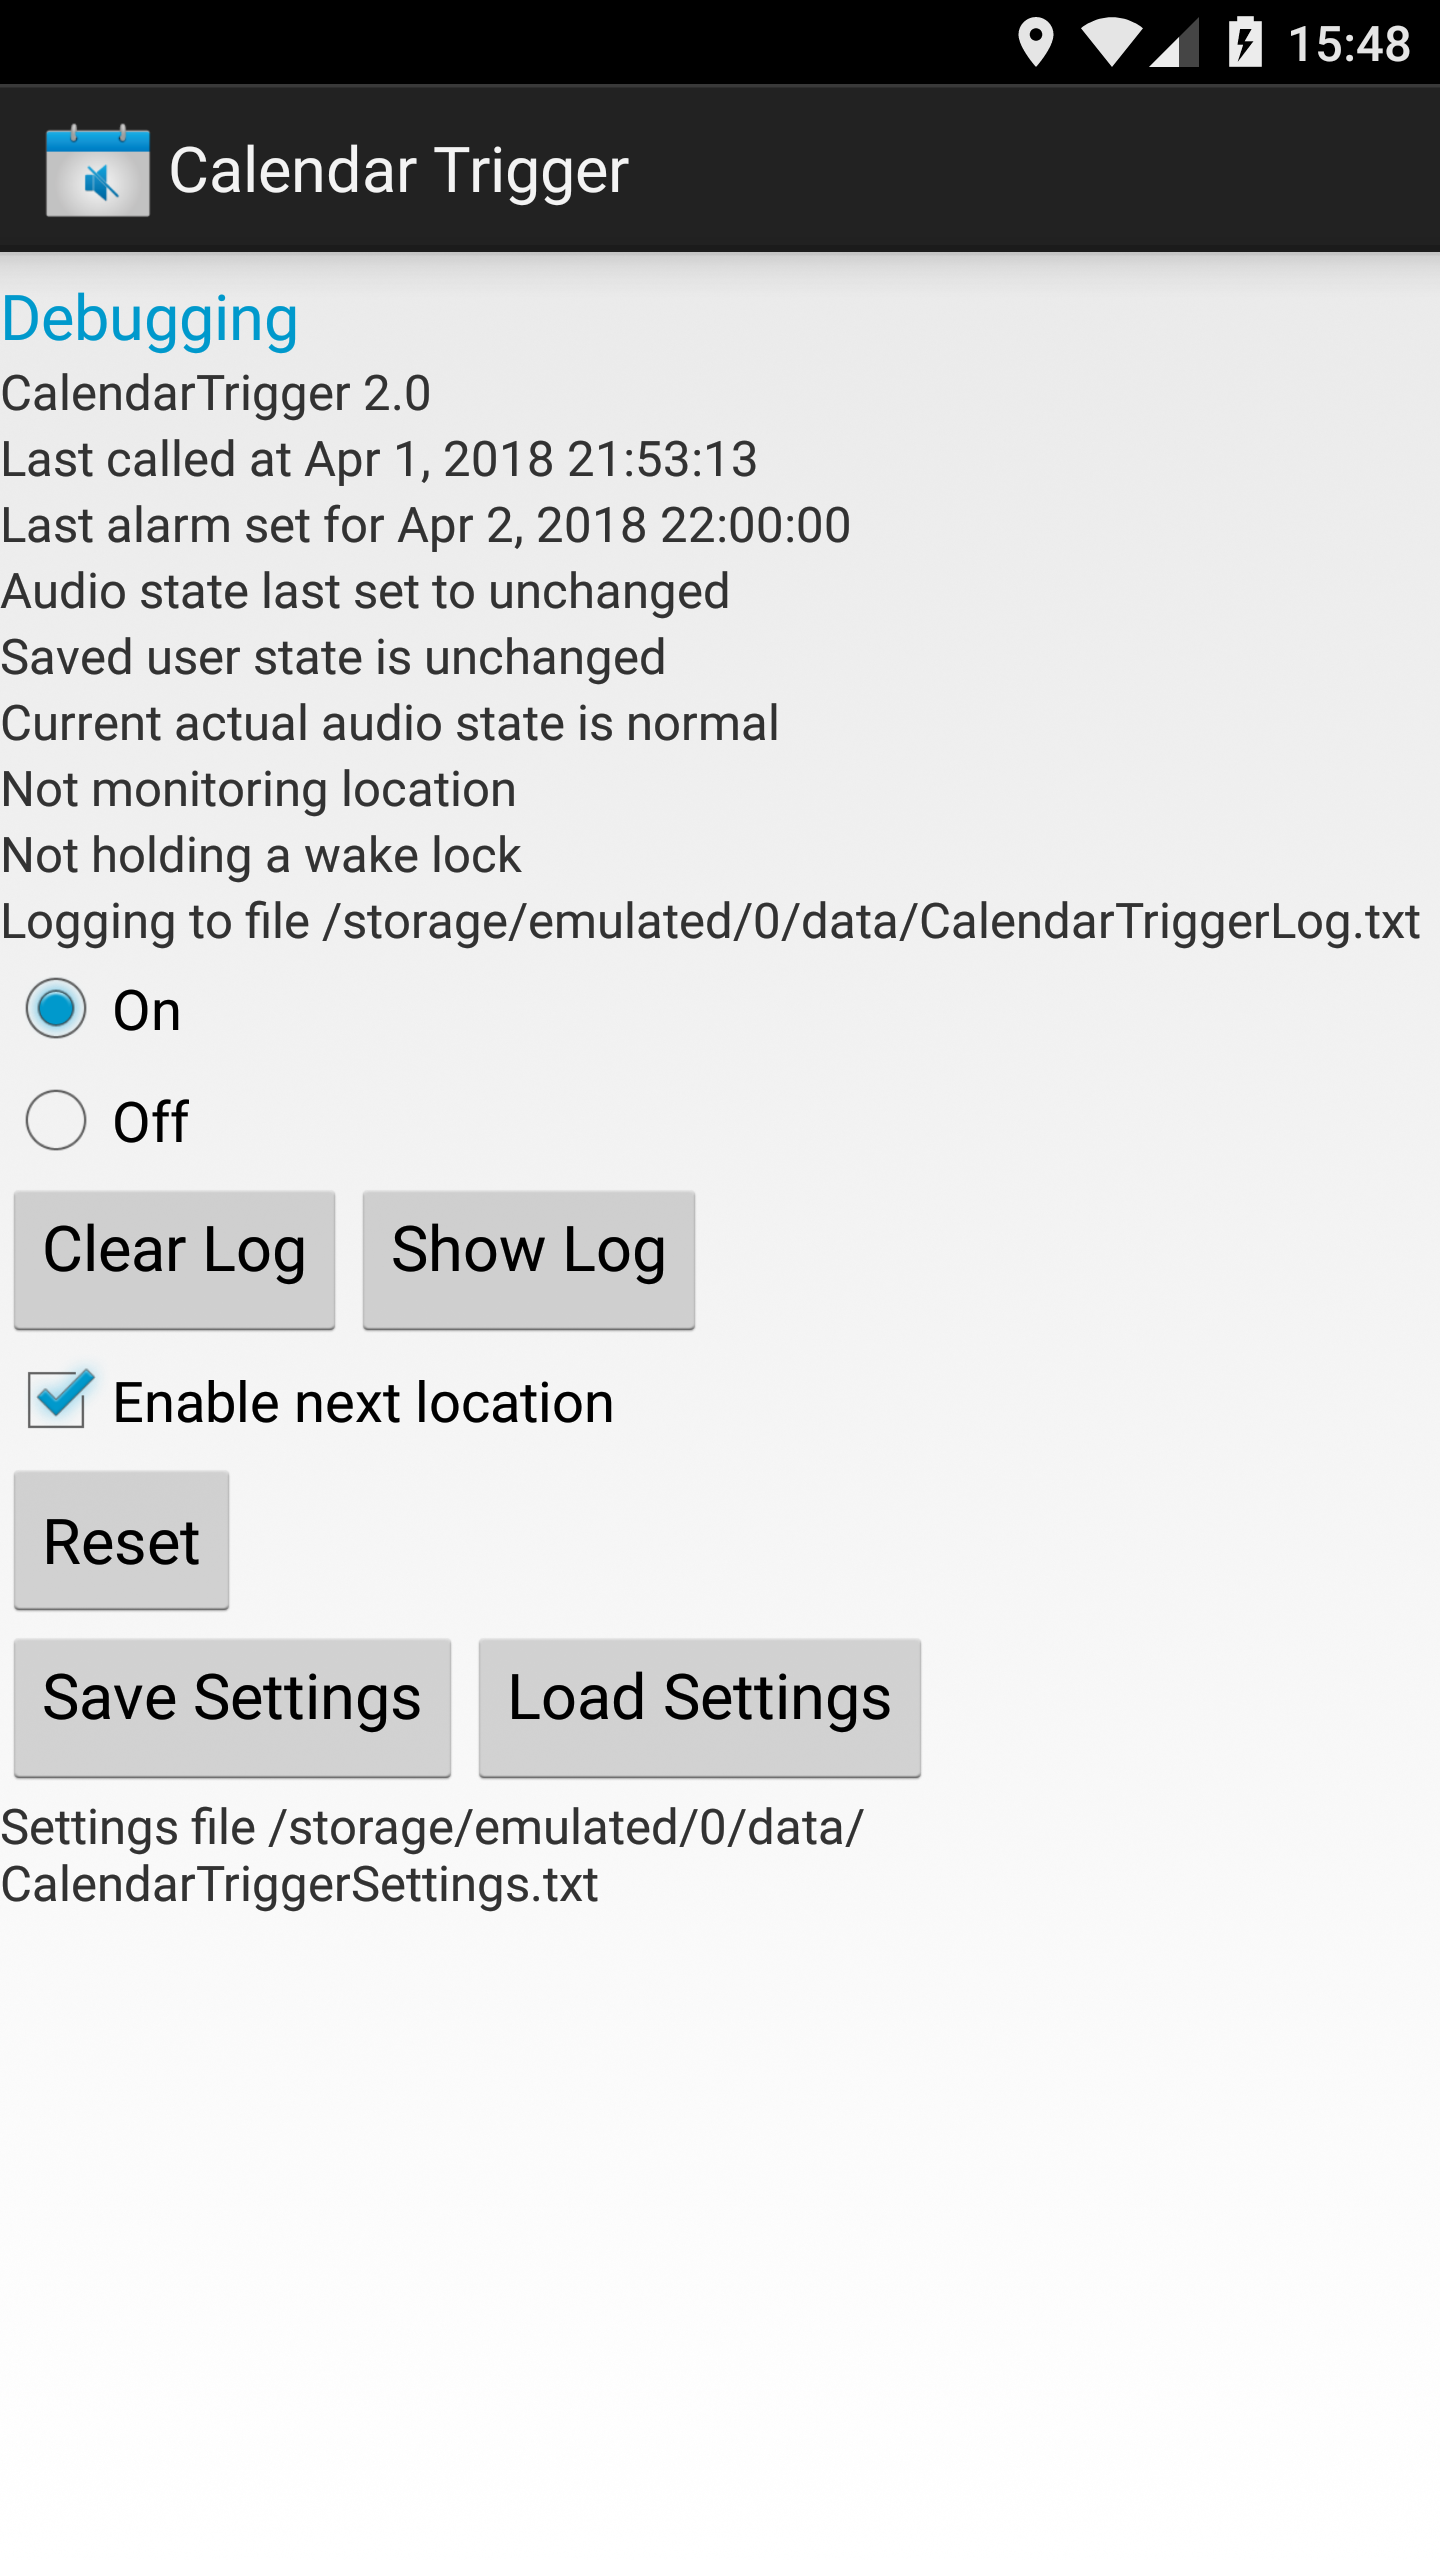 15:48
Calendar Trigger
Debugging
CalendarTrigger 2.0
Last called at Apr 1, 2018 21:53:13
Last alarm set for Apr 2, 2018 22:00:00
Audio state last set to unchanged
Saved user state is unchanged
Current actual audio state is normal
Not monitoring location
Not holding a wake lock
Logging to file /storage/emulated/0/data/CalendarTriggerLog.txt
On
Off
Clear Log Show Log
Enable next location
Reset
Save Settings Load Settings
Settings file /storage/emulated/0/data/
CalendarTriggerSettings.txt